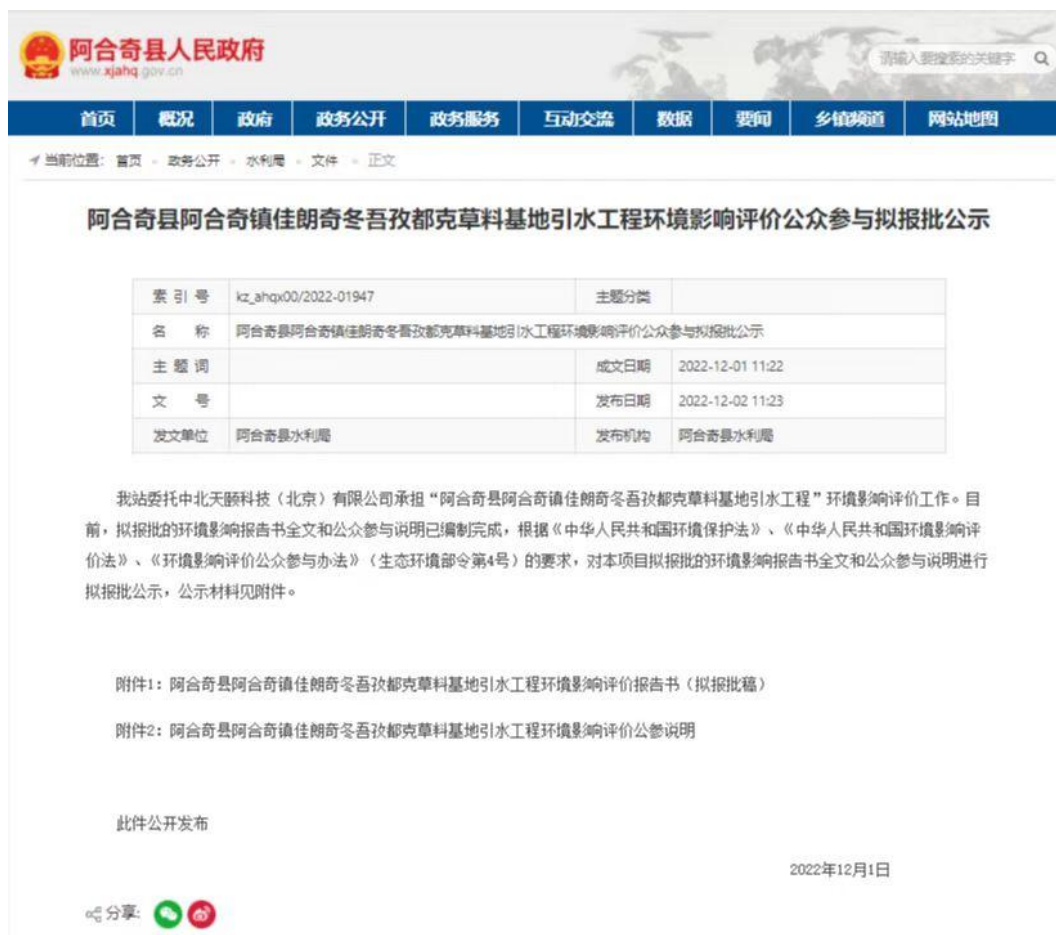 阿合奇县人民政府
www.xjahq.gov.cn
请输入要搜索的关键字
首页 概况 政府 政务公开 政务服务 互动交流 数据 要闻 乡镇频道 网站地图
当前位置: 首页 » 政务公开 » 水利局 » 文件 » 正文
阿合奇县阿合奇镇佳朗奇冬吾孜都克草料基地引水工程环境影响评价公众参与拟报批公示
索 引 号 kz_ahqx00/2022-01947 主题分类
名 称 阿合奇县阿合奇镇佳朗奇冬吾孜都克草料基地引水工程环境影响评价公众参与拟报批公示
主 题 词 成文日期 2022-12-01 11:22
文 号 发布日期 2022-12-02 11:23
发文单位 阿合奇县水利局 发布机构 阿合奇县水利局
我站委托中北天颐科技（北京）有限公司承担“阿合奇县阿合奇镇佳朗奇冬吾孜都克草料基地引水工程”环境影响评价工作。目
前，拟报批的环境影响报告书全文和公众参与说明已编制完成，根据《中华人民共和国环境保护法》、《中华人民共和国环境影响评
价法》、《环境影响评价公众参与办法》（生态环境部令第4号）的要求，对本项目拟报批的环境影响报告书全文和公众参与说明进行
拟报批公示，公示材料见附件。
附件1：阿合奇县阿合奇镇佳朗奇冬吾孜都克草料基地引水工程环境影响评价报告书（拟报批稿）
附件2：阿合奇县阿合奇镇佳朗奇冬吾孜都克草料基地引水工程环境影响评价公参说明
此件公开发布
2022年12月1日
分享: